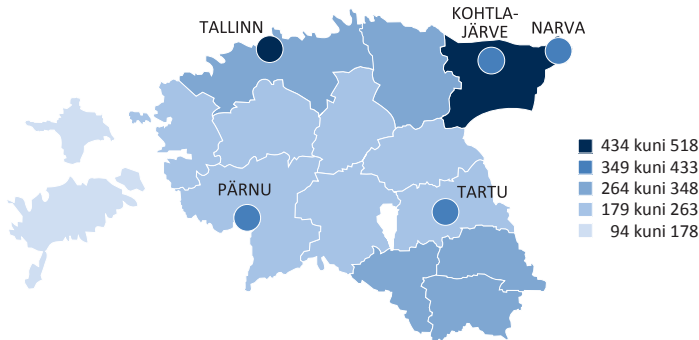 TALLINN
KOHTLA-
JÄRVE
NARVA
PÄRNU
TARTU
434 kuni 518
349 kuni 433
264 kuni 348
179 kuni 263
94 kuni 178